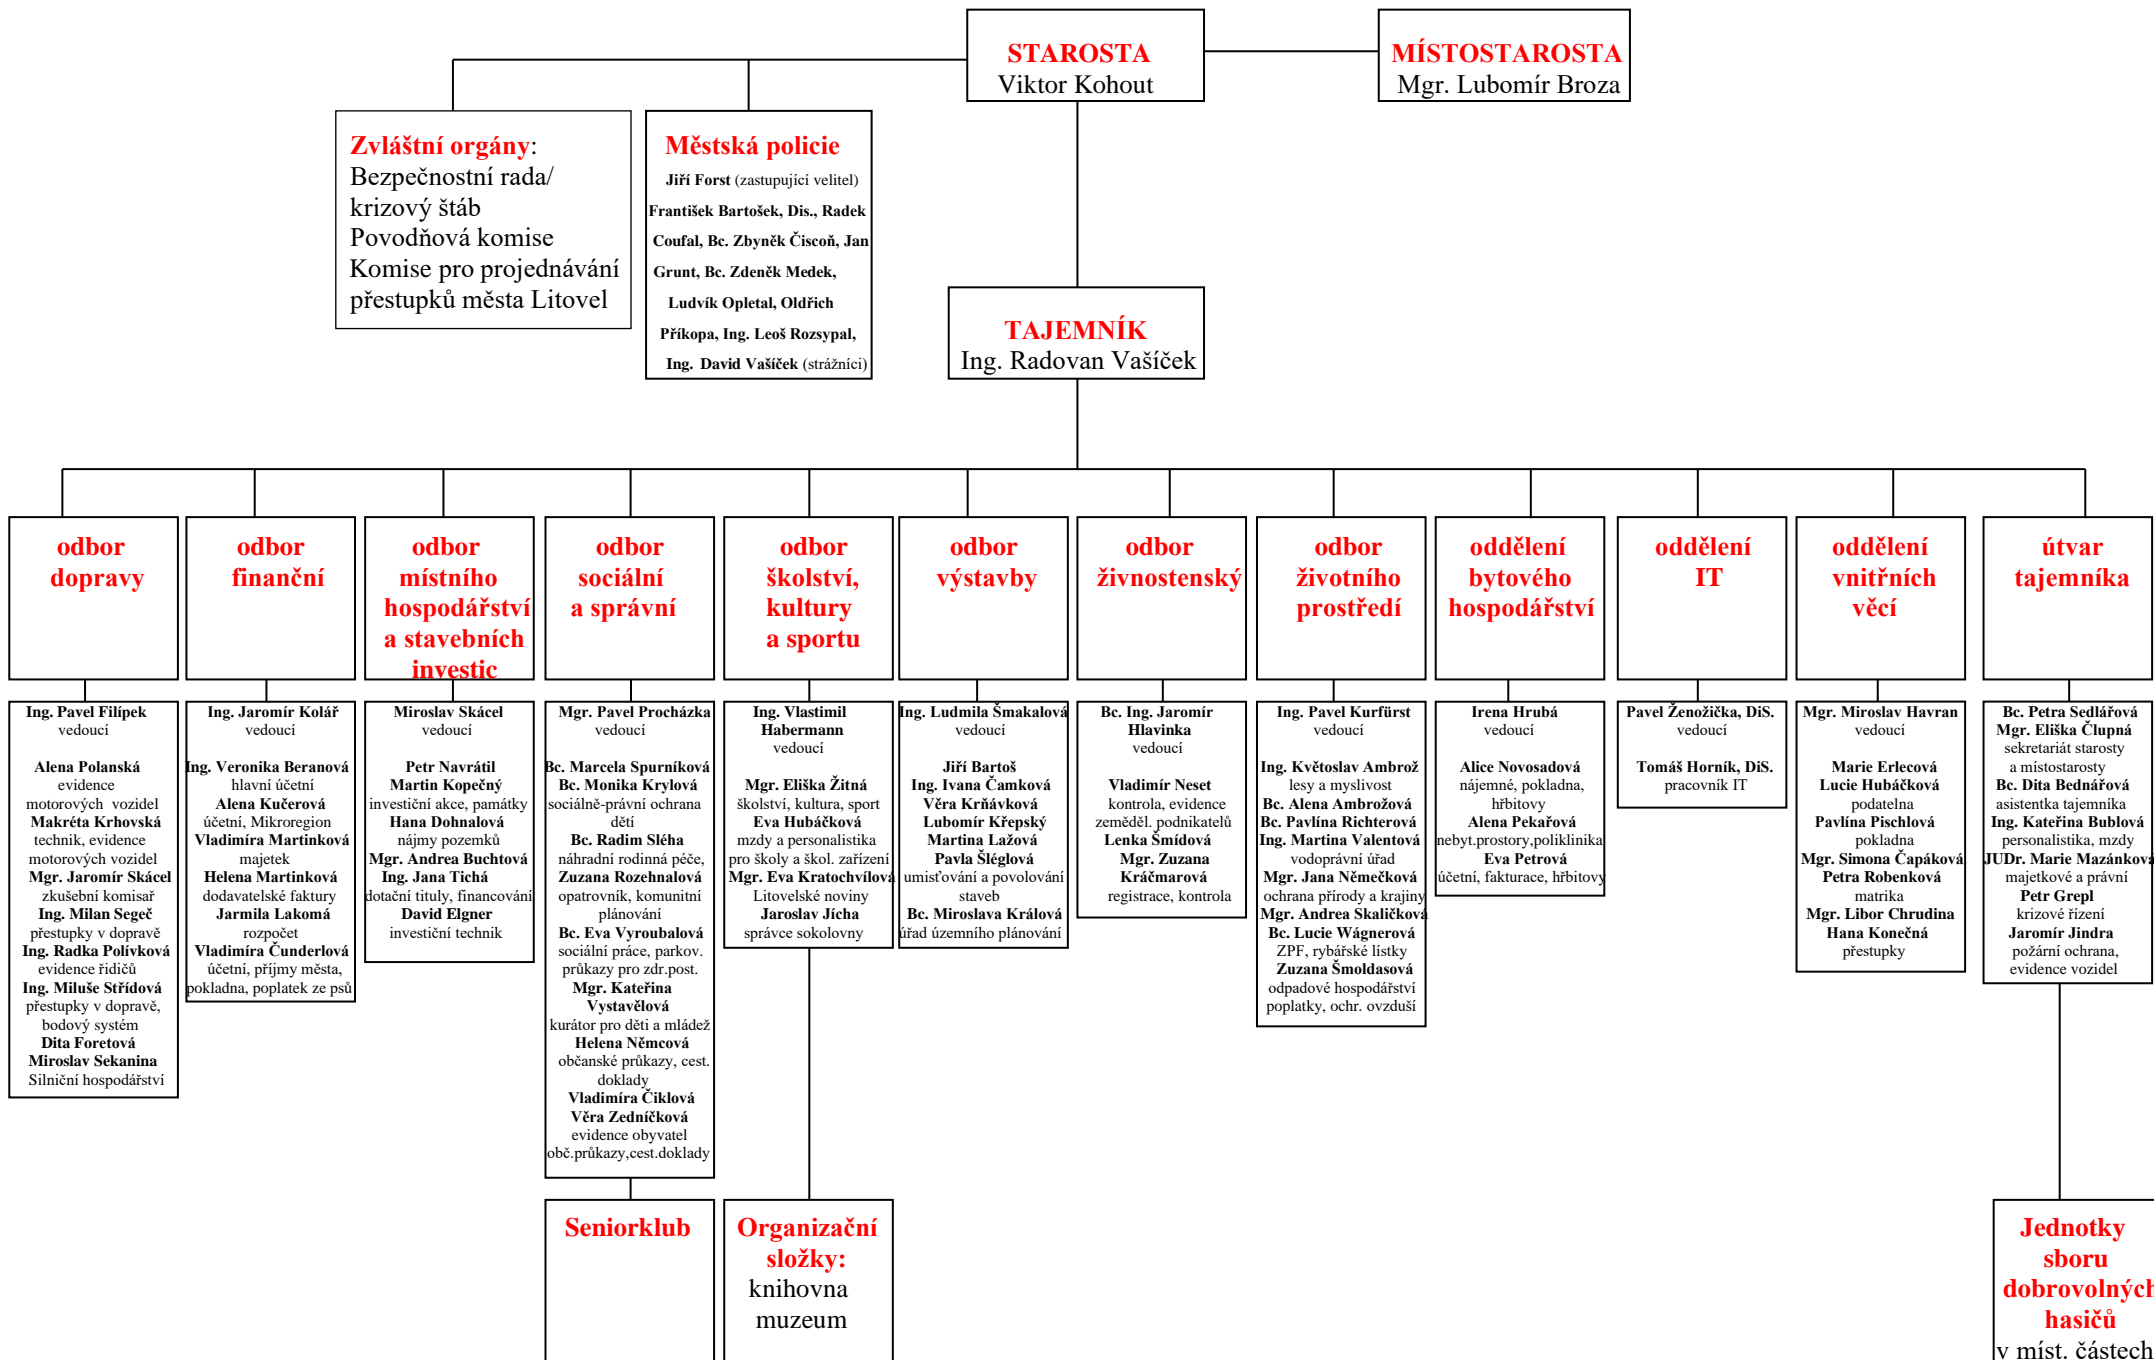 STAROSTA
Viktor Kohout
MÍSTOSTAROSTA
Mgr. Lubomír Broza
Zvláštní orgány:
Bezpečnostní rada/
krizový štáb
Povodňová komise
Komise pro projednávání
přestupků města Litovel
Městská policie
Jiří Forst (zastupující velitel)
František Bartošek, Dis., Radek
Coufal, Bc. Zbyněk Čiscoň, Jan
Grunt, Bc. Zdeněk Medek,
Ludvík Opletal, Oldřich
Příkopa, Ing. Leoš Rozsypal,
Ing. David Vašíček (strážníci)
TAJEMNÍK
Ing. Radovan Vašíček
odbor
dopravy
odbor
finanční
odbor
místního
hospodářství
a stavebních
investic
odbor
sociální
a správní
odbor
školství,
kultury
a sportu
odbor
výstavby
odbor
živnostenský
odbor
životního
prostředí
oddělení
bytového
hospodářství
oddělení
IT
oddělení
vnitřních
věcí
útvar
tajemníka
Ing. Pavel Filípek
vedoucí
Alena Polanská
evidence
motorových vozidel
Makréta Krhovská
technik, evidence
motorových vozidel
Mgr. Jaromír Skácel
zkušební komisař
Ing. Milan Segeč
přestupky v dopravě
Ing. Radka Polívková
evidence řidičů
Ing. Miluše Střídová
přestupky v dopravě,
bodový systém
Dita Foretová
Miroslav Sekanina
Silniční hospodářství
Ing. Jaromír Kolář
vedoucí
Ing. Veronika Beranová
hlavní účetní
Alena Kučerová
účetní, Mikroregion
Vladimíra Martinková
majetek
Helena Martinková
dodavatelské faktury
Jarmila Lakomá
rozpočet
Vladimíra Čunderlová
účetní, příjmy města,
pokladna, poplatek ze psů
Miroslav Skácel
vedoucí
Petr Navrátil
Martin Kopečný
investiční akce, památky
Hana Dohnalová
nájmy pozemků
Mgr. Andrea Buchtová
Ing. Jana Tichá
dotační tituly, financování
David Elgner
investiční technik
Mgr. Pavel Procházka
vedoucí
Bc. Marcela Spurníková
Bc. Monika Krylová
sociálně-právní ochrana
dětí
Bc. Radim Sléha
náhradní rodinná péče,
Zuzana Rozehnalová
opatrovník, komunitní
plánování
Bc. Eva Vyroubalová
sociální práce, parkov.
průkazy pro zdr.post.
Mgr. Kateřina
Vystavělová
kurátor pro děti a mládež
Helena Němcová
občanské průkazy, cest.
doklady
Vladimíra Čiklová
Věra Zedníčková
evidence obyvatel
obč.průkazy,cest.doklady
Ing. Vlastimil
Habermann
vedoucí
Mgr. Eliška Žitná
školství, kultura, sport
Eva Hubáčková
mzdy a personalistika
pro školy a škol. zařízení
Mgr. Eva Kratochvílová
Litovelské noviny
Jaroslav Jícha
správce sokolovny
Ing. Ludmila Šmakalová
vedoucí
Jiří Bartoš
Ing. Ivana Čamková
Věra Krňávková
Lubomír Křepský
Martina Lažová
Pavla Šléglová
umisťování a povolování
staveb
Bc. Miroslava Králová
úřad územního plánování
Bc. Ing. Jaromír
Hlavinka
vedoucí
Vladimír Neset
kontrola, evidence
zeměděl. podnikatelů
Lenka Šmídová
Mgr. Zuzana
Kráčmarová
registrace, kontrola
Ing. Pavel Kurfürst
vedoucí
Ing. Květoslav Ambrož
lesy a myslivost
Bc. Alena Ambrožová
Bc. Pavlína Richterová
Ing. Martina Valentová
vodoprávní úřad
Mgr. Jana Němečková
ochrana přírody a krajiny
Mgr. Andrea Skaličková
Bc. Lucie Wágnerová
ZPF, rybářské lístky
Zuzana Šmoldasová
odpadové hospodářství
poplatky, ochr. ovzduší
Irena Hrubá
vedoucí
Alice Novosadová
nájemné, pokladna,
hřbitovy
Alena Pekařová
nebyt.prostory,poliklinika
Eva Petrová
účetní, fakturace, hřbitovy
Pavel Ženožička, DiS.
vedoucí
Tomáš Horník, DiS.
pracovník IT
Mgr. Miroslav Havran
vedoucí
Marie Erlecová
Lucie Hubáčková
podatelna
Pavlína Pischlová
pokladna
Mgr. Simona Čapáková
Petra Robenková
matrika
Mgr. Libor Chrudina
Hana Konečná
přestupky
Bc. Petra Sedlářová
Mgr. Eliška Člupná
sekretariát starosty
a místostarosty
Bc. Dita Bednářová
asistentka tajemníka
Ing. Kateřina Bublová
personalistika, mzdy
JUDr. Marie Mazánková
majetkové a právní
Petr Grepl
krizové řízení
Jaromír Jindra
požární ochrana,
evidence vozidel
Seniorklub
Organizační
složky:
knihovna
muzeum
Jednotky
sboru
dobrovolných
hasičů
v míst. částech